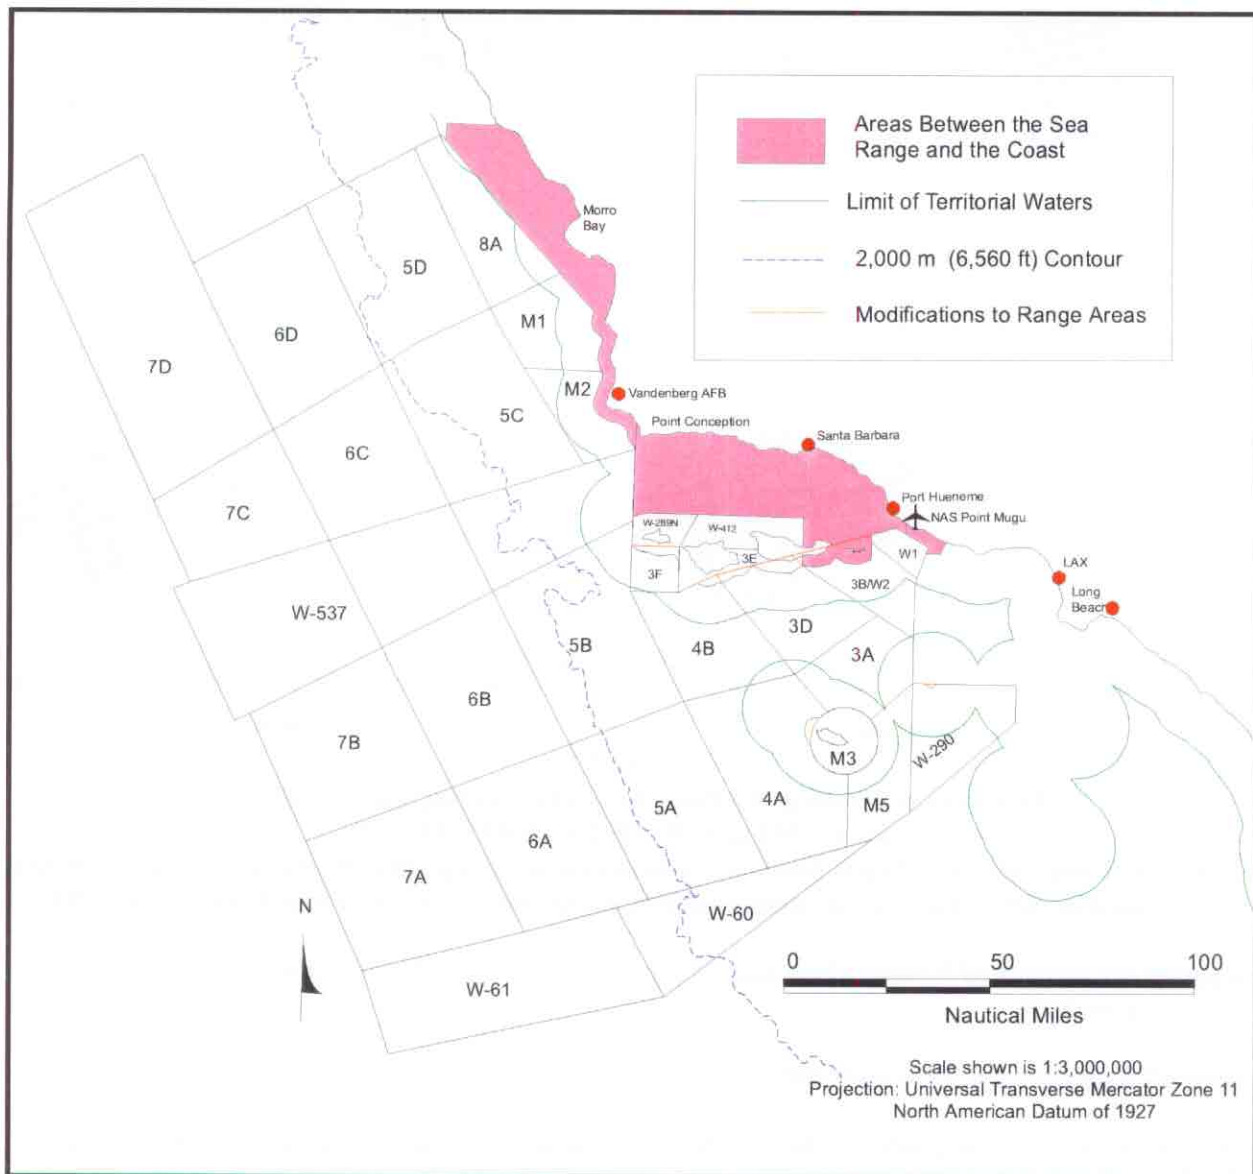 Areas Between the Sea
Range and the Coast
Limit of Territorial Waters
2,000 m (6,560 ft) Contour
Modifications to Range Areas
Morro
Bay
8A
5D
M1
6D
7D
M2
Vandenberg AFB
5C
Point Conception
Santa Barbara
6C
7C
Port Hueneme
NAS Point Mugu
W-289N
W-412
W1
3E
LAX
3F
3B/W2
Long
Beach
W-537
3D
5B
4B
3A
6B
7B
W-290
M3
4A
M5
5A
6A
7A
N
W-60
W-61
0 50 100
Nautical Miles
Scale shown is 1:3,000,000
Projection: Universal Transverse Mercator Zone 11
North American Datum of 1927